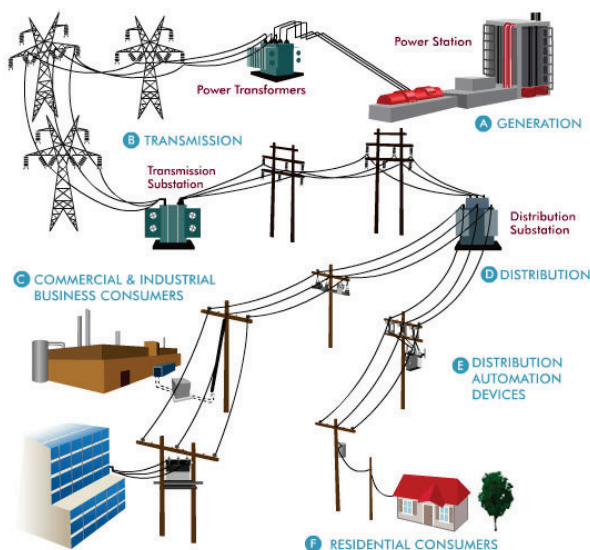 Power Station
Power Transformers
A GENERATION
B TRANSMISSION
Transmission
Substation
Distribution
Substation
C COMMERCIAL & INDUSTRIAL
BUSINESS CONSUMERS
D DISTRIBUTION
E DISTRIBUTION
AUTOMATION
DEVICES
F RESIDENTIAL CONSUMERS